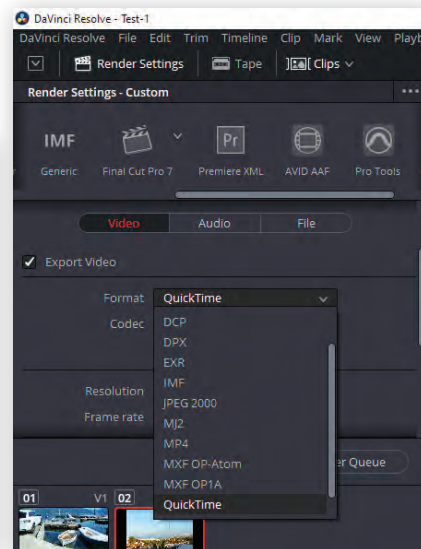 DaVinci Resolve - Test-1
DaVinci Resolve File Edit Trim Timeline Clip Mark View
Render Settings Tape Clips
Render Settings - Custom
IMF Pr
Generic Final Cut Pro 7 Premiere XML AVID AAF Pro Tools
Video Audio File
Export Video
Format QuickTime
Codec DCP
DPX
EXR
IMF
Resolution JPEG 2000
Frame rate MJ2
MP4
MXF OP-Atom
MXF OP1A Queue
QuickTime
01 V1 02